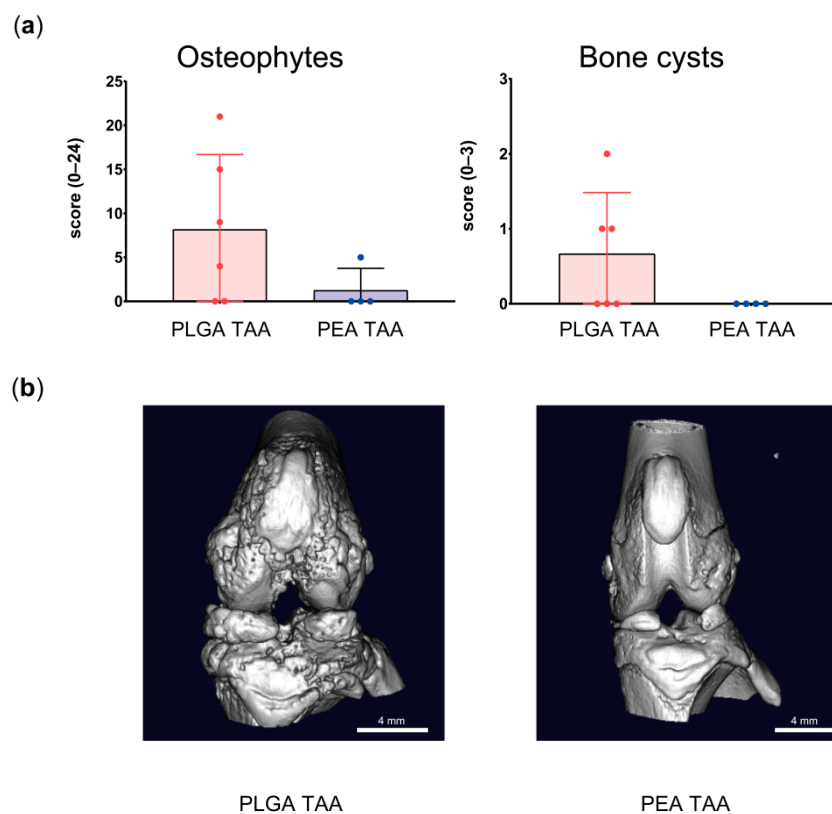 (a)
Osteophytes
score (0–24)
25
20
15
10
5
0
PLGA TAA
PEA TAA
Bone cysts
score (0–3)
3
2
1
0
PLGA TAA
PEA TAA
(b)
4 mm
4 mm
PLGA TAA
PEA TAA